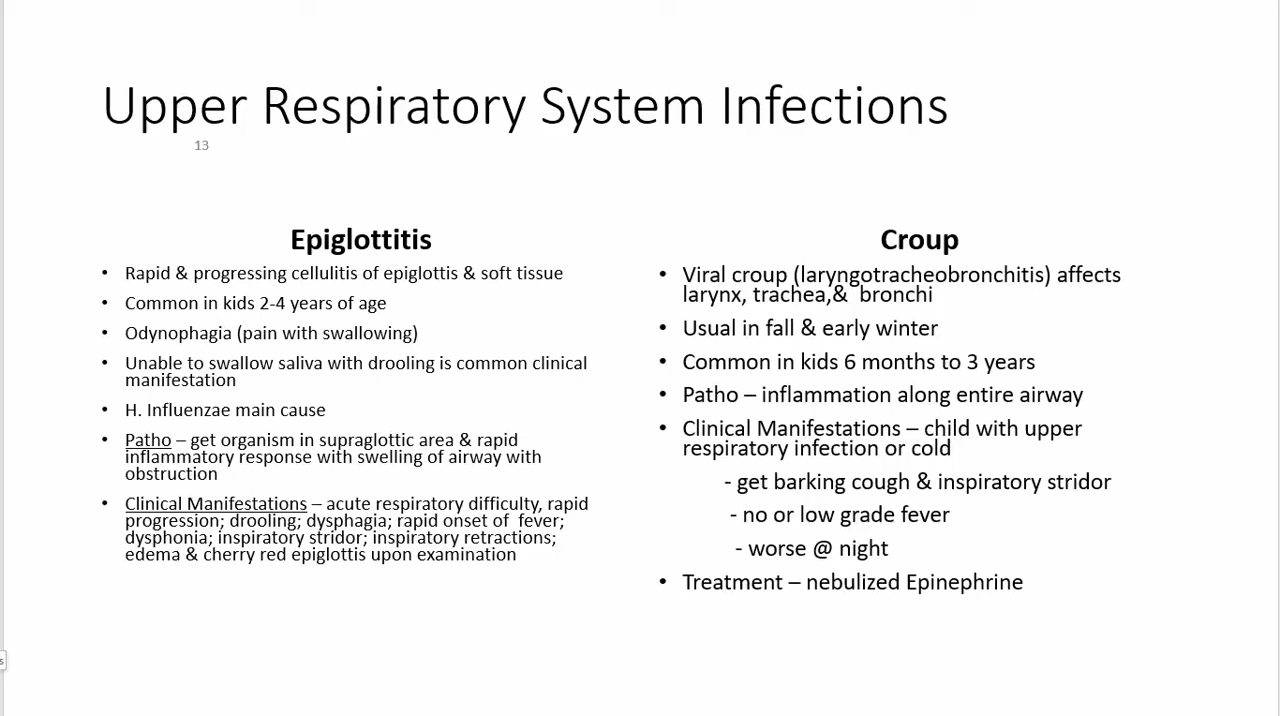 Upper Respiratory System Infections
13
Epiglottitis
• Rapid & progressing cellulitis of epiglottis & soft tissue
• Common in kids 2-4 years of age
• Odynophagia (pain with swallowing)
• Unable to swallow saliva with drooling is common clinical
manifestation
• H. Influenzae main cause
• Patho – get organism in supraglottic area & rapid
inflammatory response with swelling of airway with
obstruction
• Clinical Manifestations – acute respiratory difficulty, rapid
progression; drooling; dysphagia; rapid onset of  fever;
dysphonia; inspiratory stridor; inspiratory retractions;
edema & cherry red epiglottis upon examination
Croup
• Viral croup (laryngotracheobronchitis) affects
larynx, trachea,&  bronchi
• Usual in fall & early winter
• Common in kids 6 months to 3 years
• Patho – inflammation along entire airway
• Clinical Manifestations – child with upper
respiratory infection or cold
- get barking cough & inspiratory stridor
- no or low grade fever
- worse @ night
• Treatment – nebulized Epinephrine
s